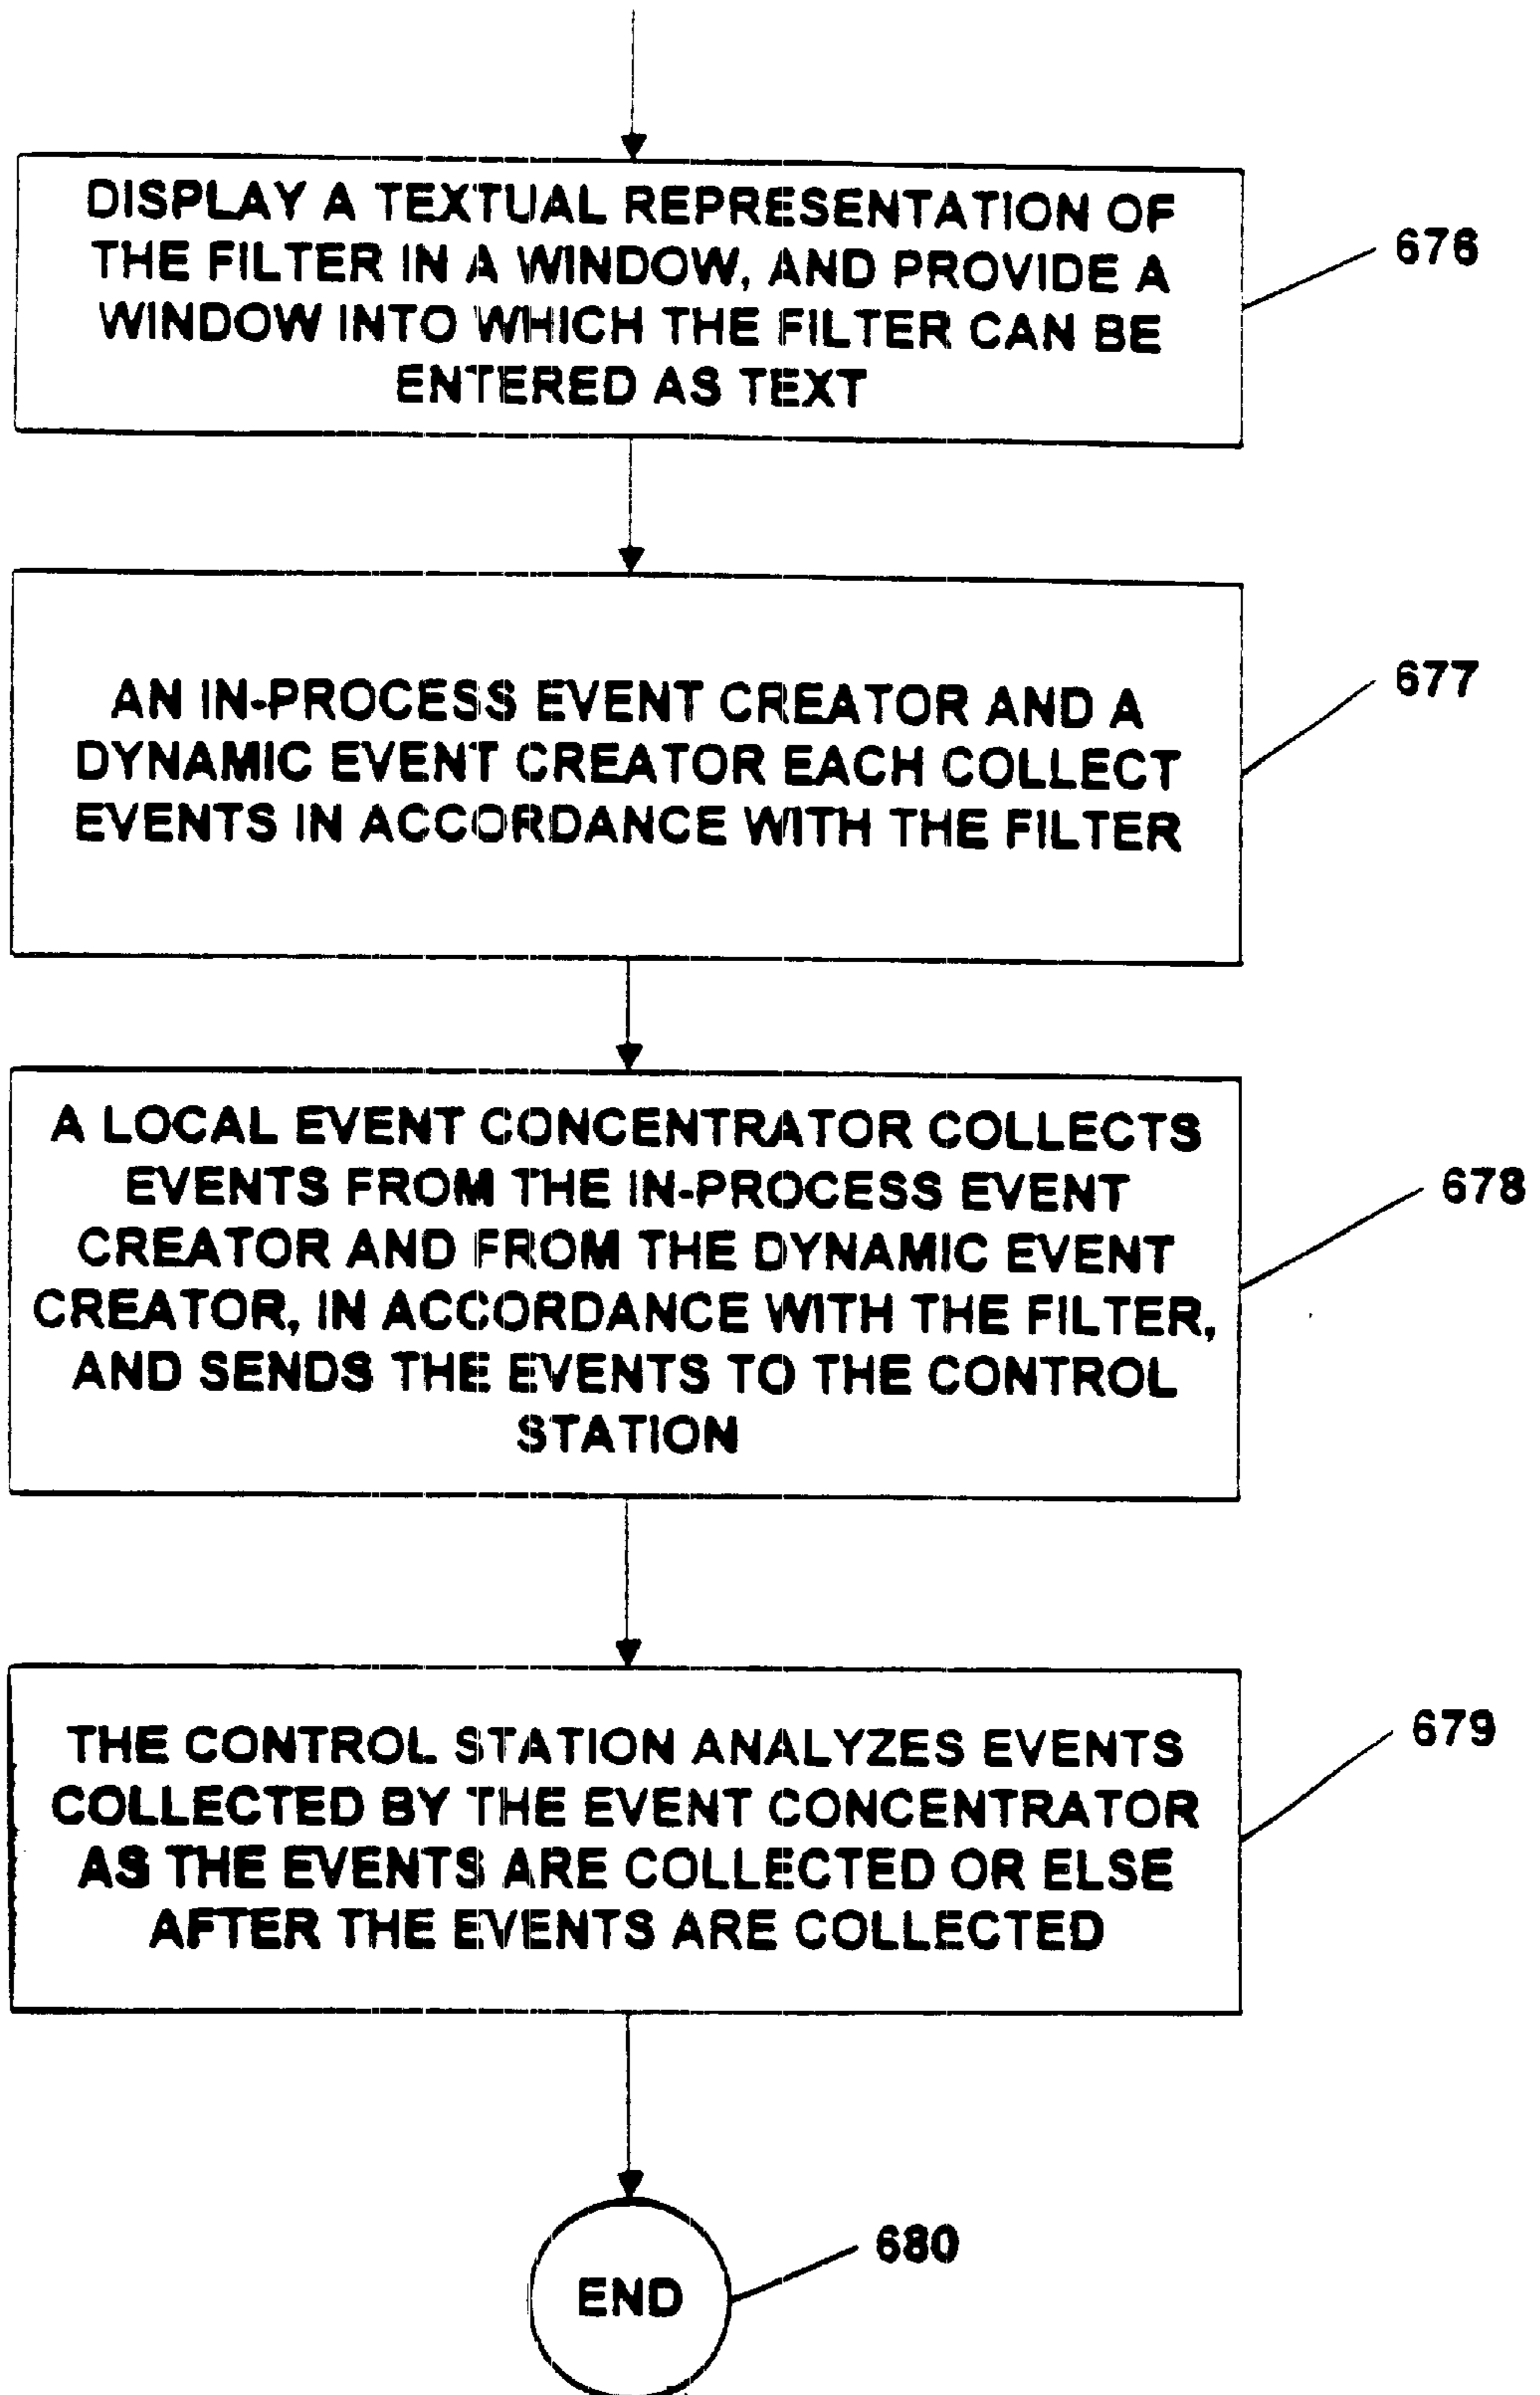 DISPLAY A TEXTUAL REPRESENTATION OF
THE FILTER IN A WINDOW, AND PROVIDE A
WINDOW INTO WHICH THE FILTER CAN BE
ENTERED AS TEXT
676
AN IN-PROCESS EVENT CREATOR AND A
DYNAMIC EVENT CREATOR EACH COLLECT
EVENTS IN ACCORDANCE WITH THE FILTER
677
A LOCAL EVENT CONCENTRATOR COLLECTS
EVENTS FROM THE IN-PROCESS EVENT
CREATOR AND FROM THE DYNAMIC EVENT
CREATOR, IN ACCORDANCE WITH THE FILTER,
AND SENDS THE EVENTS TO THE CONTROL
STATION
678
THE CONTROL STATION ANALYZES EVENTS
COLLECTED BY THE EVENT CONCENTRATOR
AS THE EVENTS ARE COLLECTED OR ELSE
AFTER THE EVENTS ARE COLLECTED
679
END
680